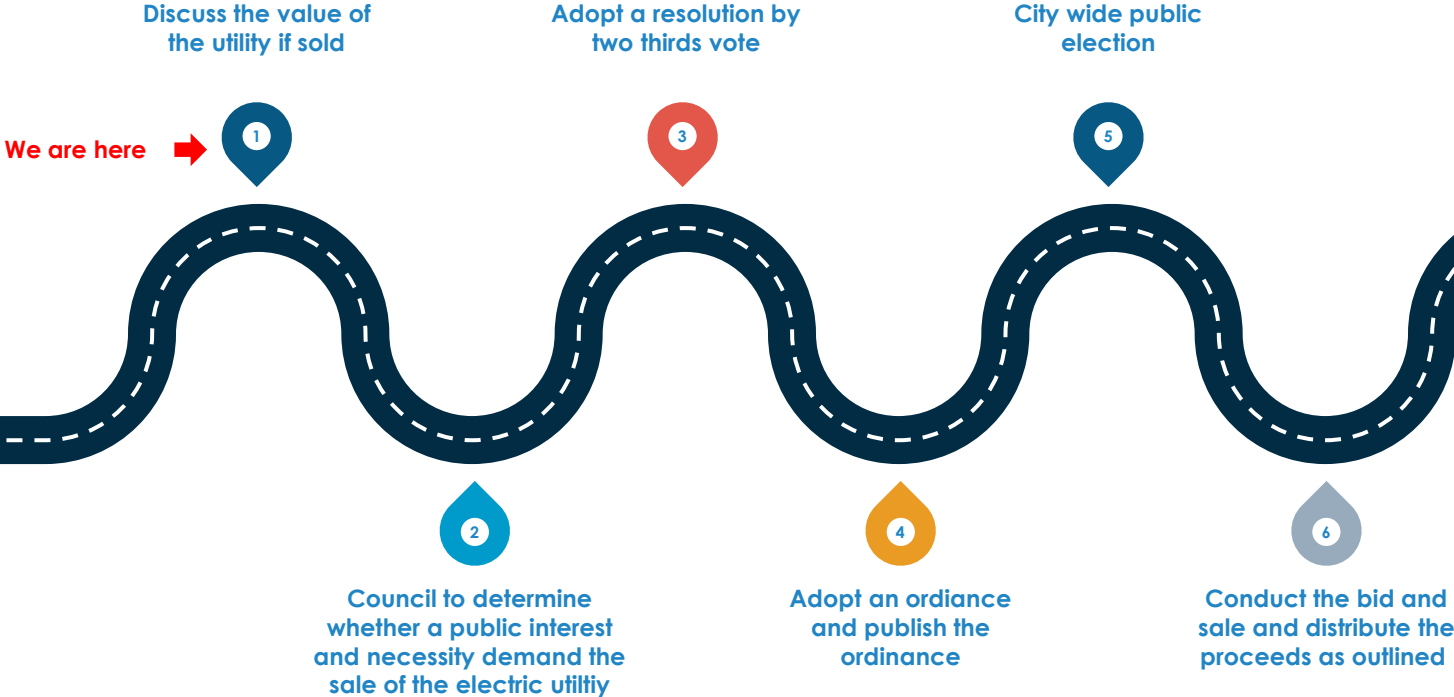 Discuss the value of
the utility if sold
Adopt a resolution by
two thirds vote
City wide public
election
We are here
1
3
5
2
4
6
Council to determine
whether a public interest
and necessity demand the
sale of the electric utiltiy
Adopt an ordiance
and publish the
ordinance
Conduct the bid and
sale and distribute the
proceeds as outlined